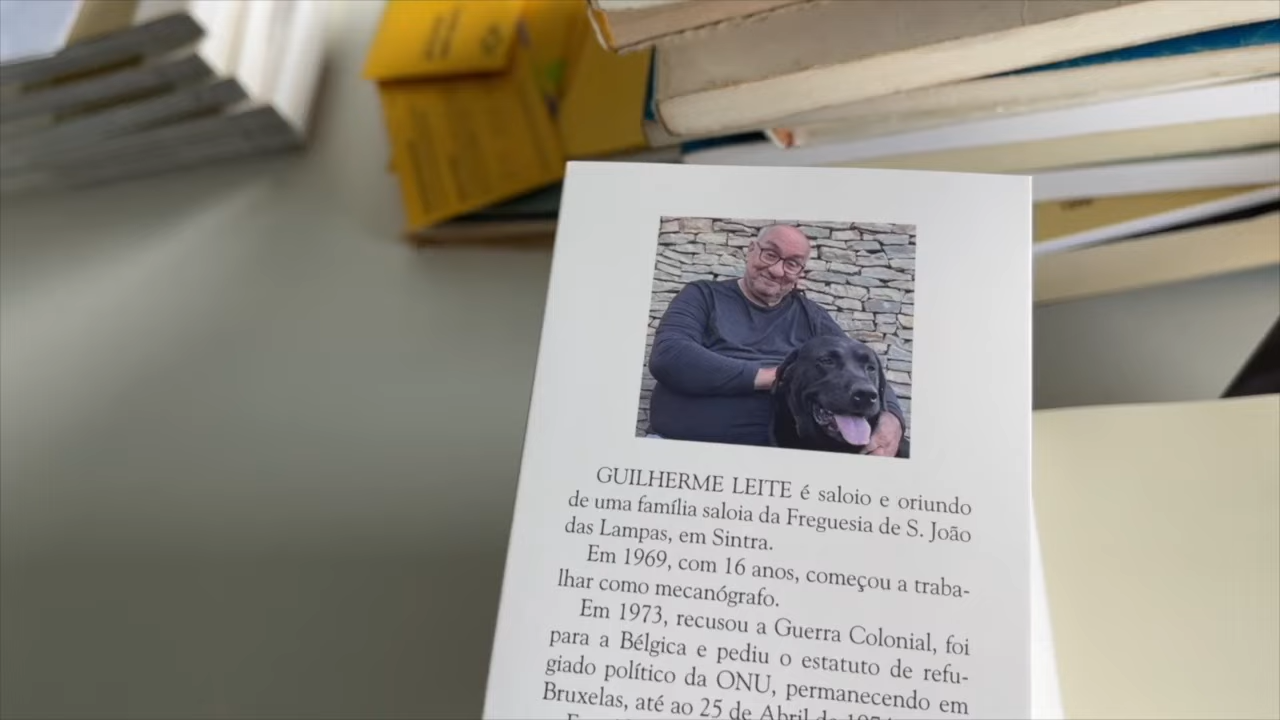 GUILHERME LEITE é saloio e oriundo
de uma família saloia da Freguesia de S. João
das Lampas, em Sintra.
Em 1969, com 16 anos, começou a traba-
lhar como mecanógrafo.
Em 1973, recusou a Guerra Colonial, foi
para a Bélgica e pediu o estatuto de refu-
giado político da ONU, permanecendo em
Bruxelas, até ao 25 de Abril de